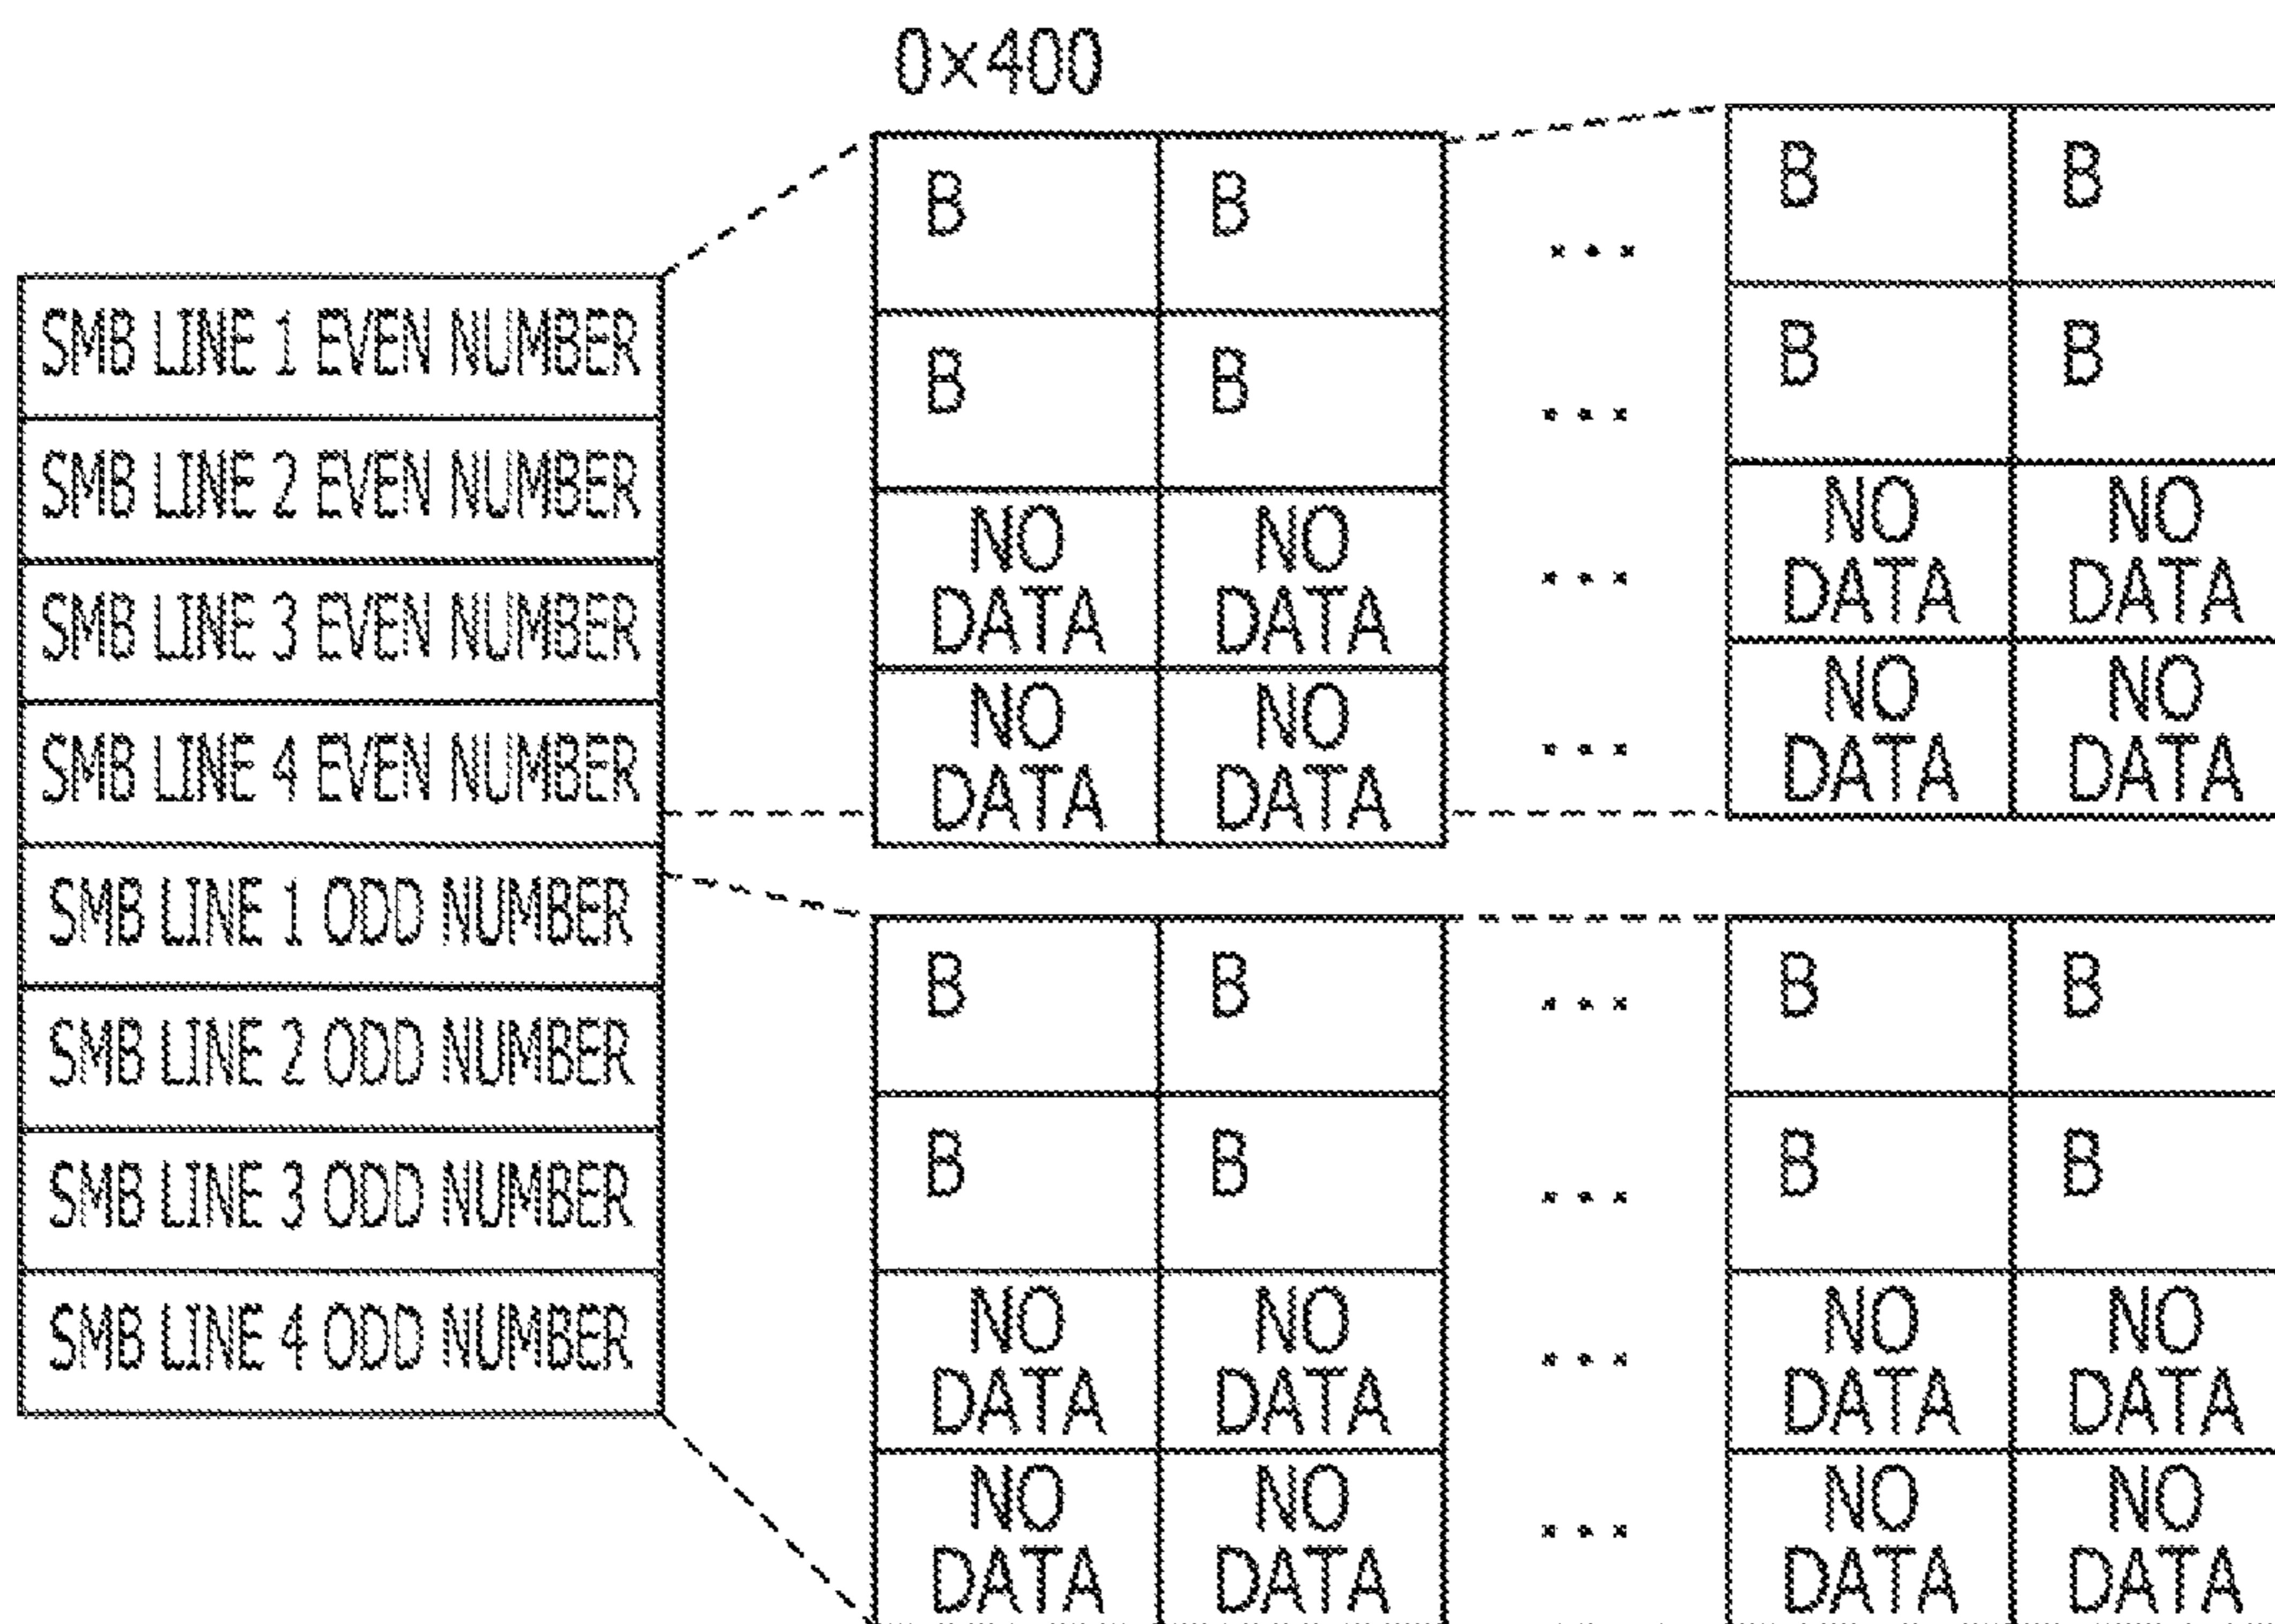 0×400
SMB LINE 1 EVEN NUMBER
SMB LINE 2 EVEN NUMBER
SMB LINE 3 EVEN NUMBER
SMB LINE 4 EVEN NUMBER
SMB LINE 1 ODD NUMBER
SMB LINE 2 ODD NUMBER
SMB LINE 3 ODD NUMBER
SMB LINE 4 ODD NUMBER
B B ... B B
B B ... B B
NO NO ... NO NO
DATA DATA DATA DATA
NO NO ... NO NO
DATA DATA DATA DATA
B B ... B B
B B ... B B
NO NO ... NO NO
DATA DATA DATA DATA
NO NO ... NO NO
DATA DATA DATA DATA